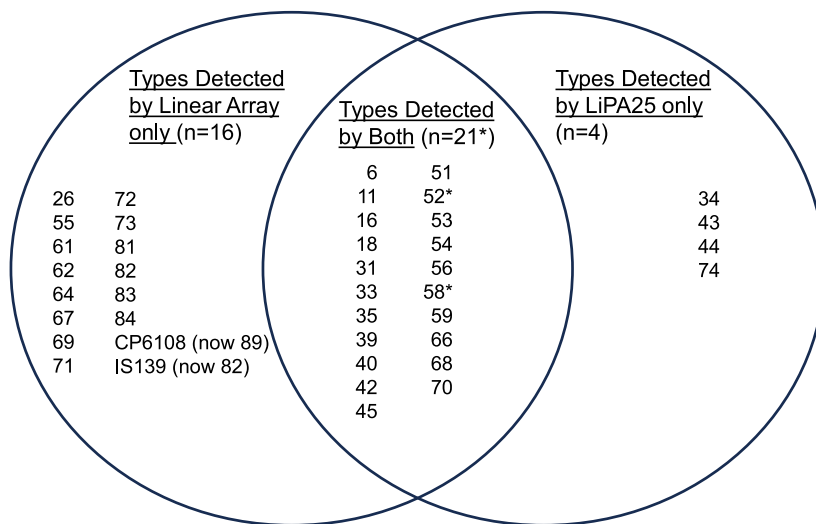 Types Detected
by Linear Array
only (n=16)
26 72
55 73
61 81
62 82
64 83
67 84
69 CP6108 (now 89)
71 IS139 (now 82)
Types Detected
by Both (n=21*)
6 51
11 52*
16 53
18 54
31 56
33 58*
35 59
39 66
40 68
42 70
45
Types Detected
by LiPA25 only
(n=4)
34
43
44
74